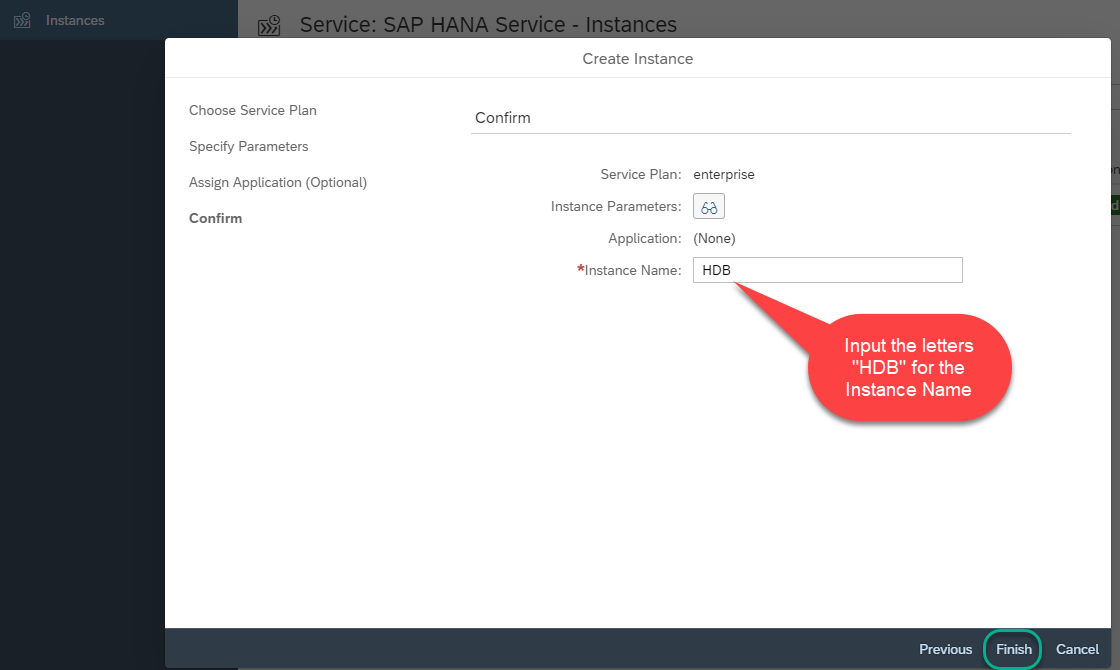 Instances
Service: SAP HANA Service - Instances
Create Instance
Choose Service Plan
Specify Parameters
Assign Application (Optional)
Confirm
Confirm
Service Plan: enterprise
Instance Parameters:
Application: (None)
*Instance Name: HDB
Input the letters
"HDB" for the
Instance Name
Previous Finish Cancel